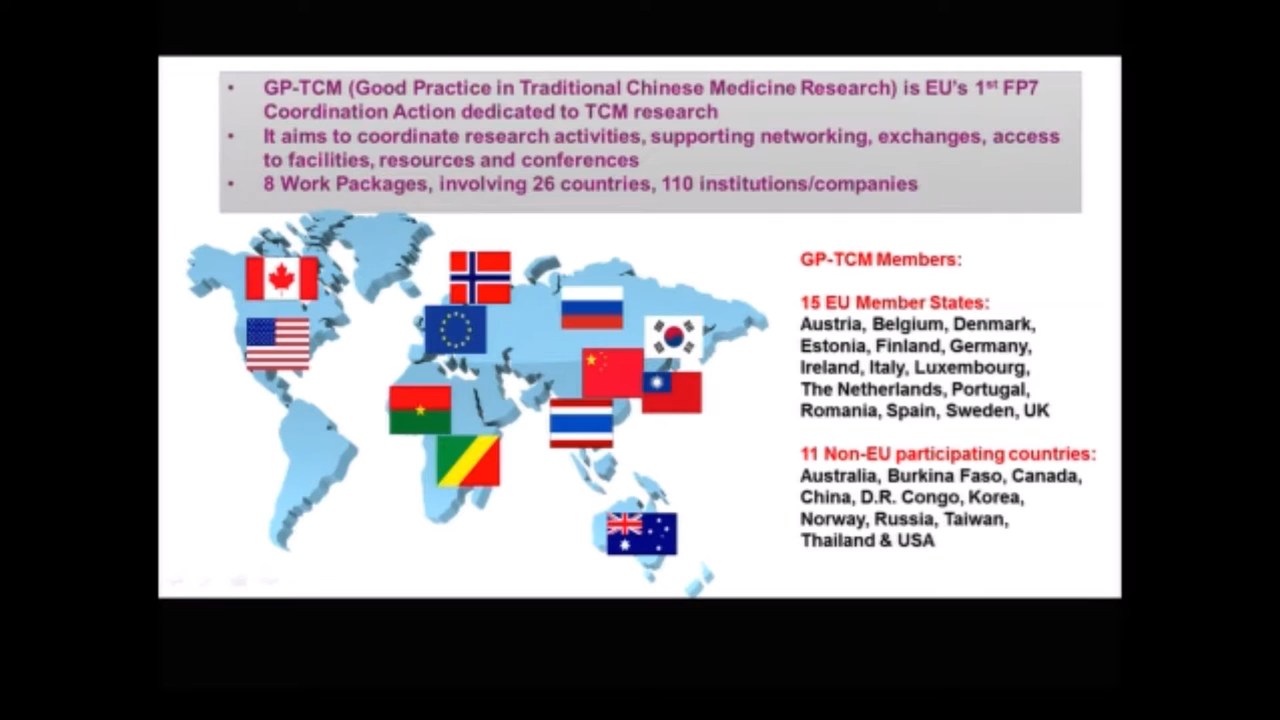 • GP-TCM (Good Practice in Traditional Chinese Medicine Research) is EU's 1st FP7
Coordination Action dedicated to TCM research
• It aims to coordinate research activities, supporting networking, exchanges, access
to facilities, resources and conferences
• 8 Work Packages, involving 26 countries, 110 institutions/companies
GP-TCM Members:
15 EU Member States:
Austria, Belgium, Denmark,
Estonia, Finland, Germany,
Ireland, Italy, Luxembourg,
The Netherlands, Portugal,
Romania, Spain, Sweden, UK
11 Non-EU participating countries:
Australia, Burkina Faso, Canada,
China, D.R. Congo, Korea,
Norway, Russia, Taiwan,
Thailand & USA